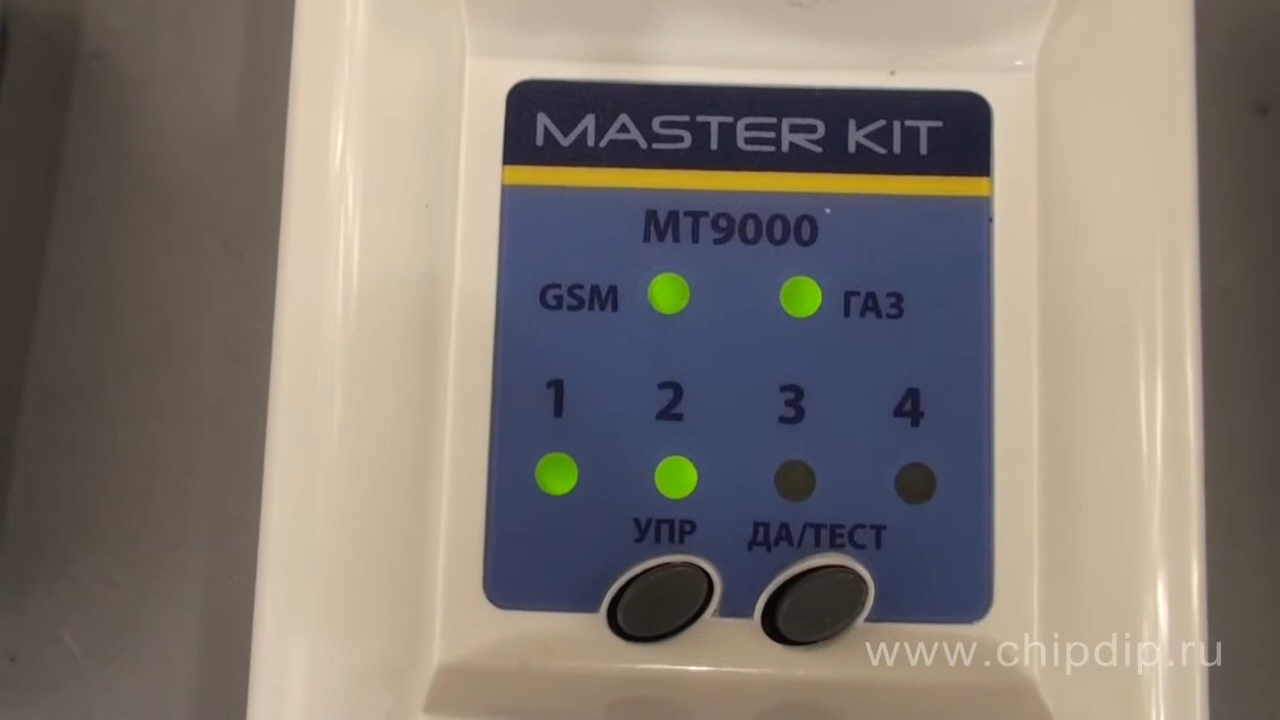 MASTER KIT
MT9000
GSM ГАЗ
1 2 3 4
УПР ДА/ТЕСТ
www.chipdip.ru